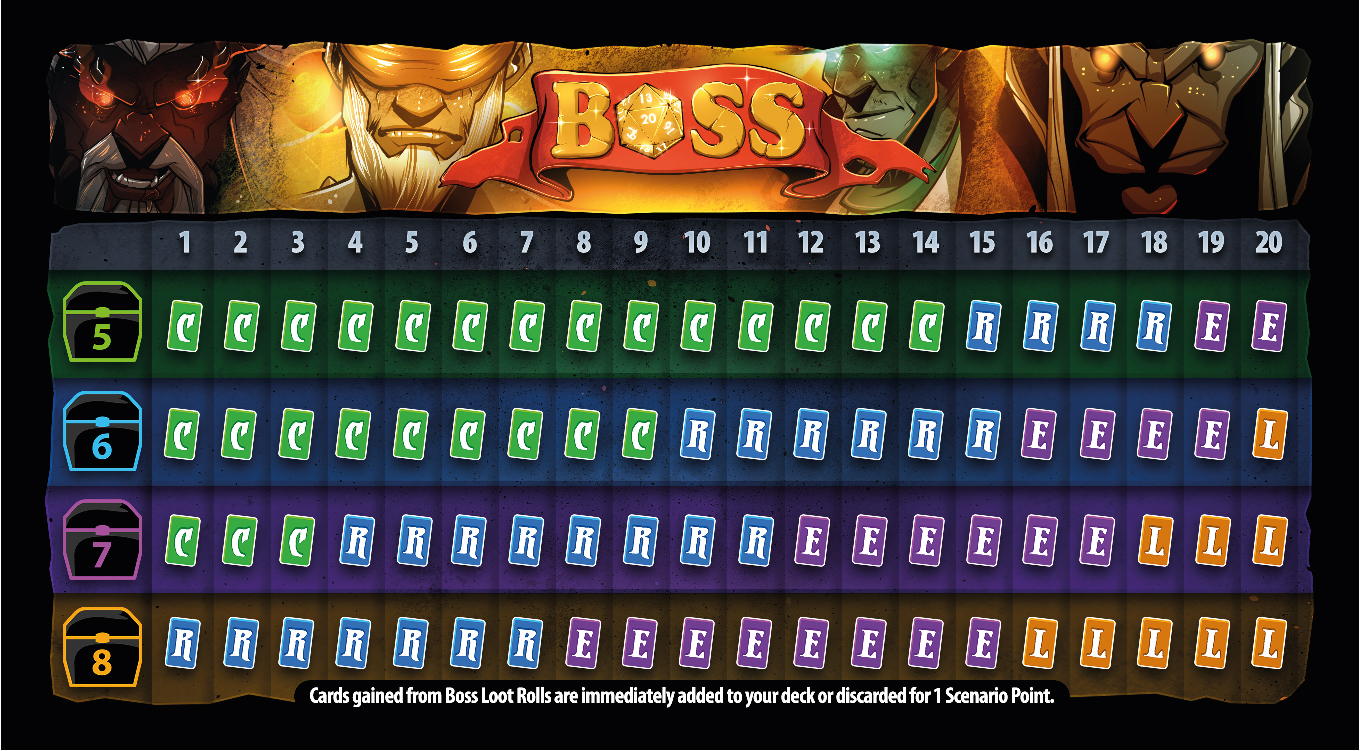 BOSS
13
20
1 2 3 4 5 6 7 8 9 10 11 12 13 14 15 16 17 18 19 20
5 C C C C C C C C C C C C C C R R R R E E
6 C C C C C C C C C R R R R R R E E E E L
7 C C C R R R R R R R R E E E E E E L L L
8 R R R R R R R E E E E E E E E L L L L L
Cards gained from Boss Loot Rolls are immediately added to your deck or discarded for 1 Scenario Point.